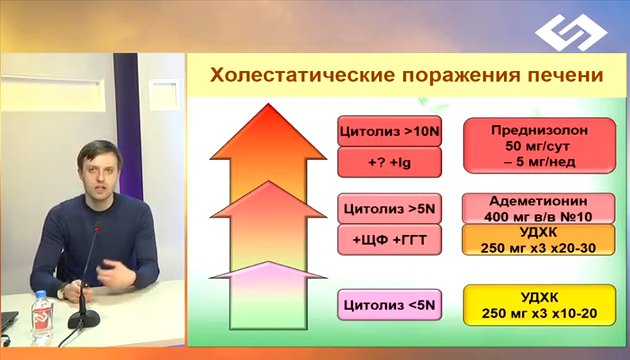 Холестатические поражения печени
Цитолиз >10N
+? +Ig
Преднизолон
50 мг/сут
– 5 мг/нед
Цитолиз >5N
+ЩФ +ГГТ
Адеметионин
400 мг в/в №10
УДХК
250 мг х3 х20-30
Цитолиз <5N
УДХК
250 мг х3 х10-20